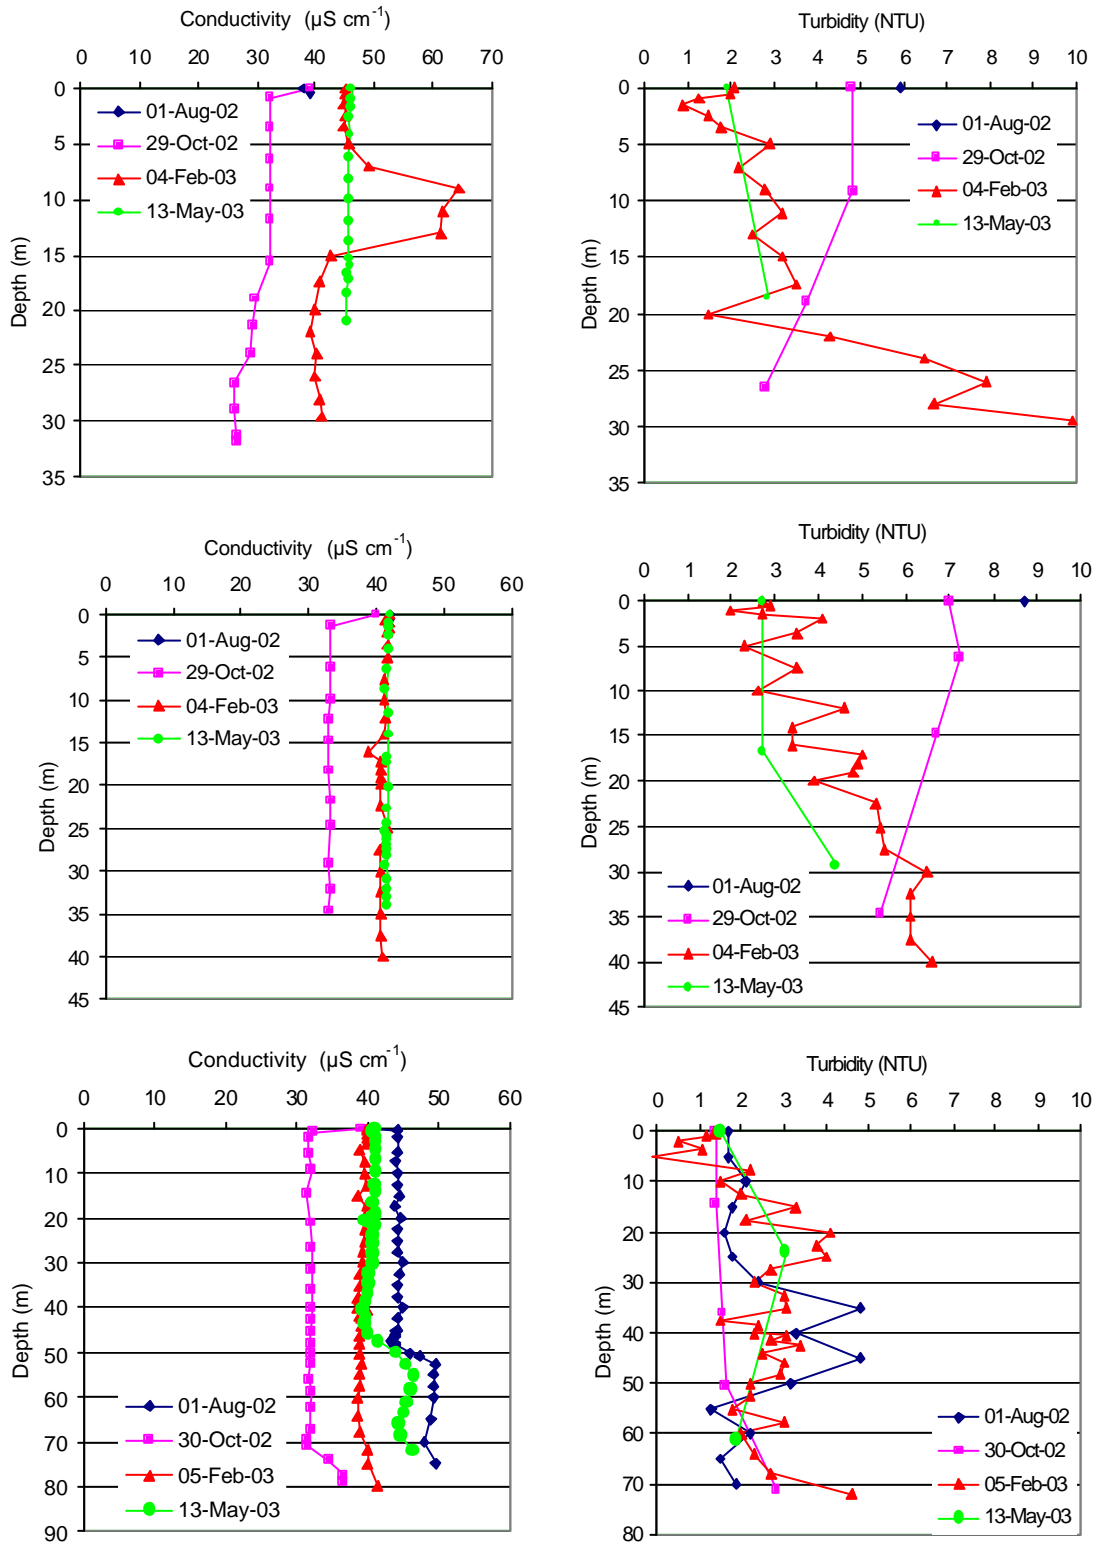 Conductivity (µS cm⁻¹)
0 10 20 30 40 50 60 70
0
5
10
15
20
25
30
35
Depth (m)
01-Aug-02
29-Oct-02
04-Feb-03
13-May-03
Turbidity (NTU)
0 1 2 3 4 5 6 7 8 9 10
0
5
10
15
20
25
30
35
Depth (m)
01-Aug-02
29-Oct-02
04-Feb-03
13-May-03
Conductivity (µS cm⁻¹)
0 10 20 30 40 50 60
0
5
10
15
20
25
30
35
40
45
Depth (m)
01-Aug-02
29-Oct-02
04-Feb-03
13-May-03
Turbidity (NTU)
0 1 2 3 4 5 6 7 8 9 10
0
5
10
15
20
25
30
35
40
45
Depth (m)
01-Aug-02
29-Oct-02
04-Feb-03
13-May-03
Conductivity (µS cm⁻¹)
0 10 20 30 40 50 60
0
10
20
30
40
50
60
70
80
90
Depth (m)
01-Aug-02
30-Oct-02
05-Feb-03
13-May-03
Turbidity (NTU)
0 1 2 3 4 5 6 7 8 9 10
0
10
20
30
40
50
60
70
80
Depth (m)
01-Aug-02
30-Oct-02
05-Feb-03
13-May-03